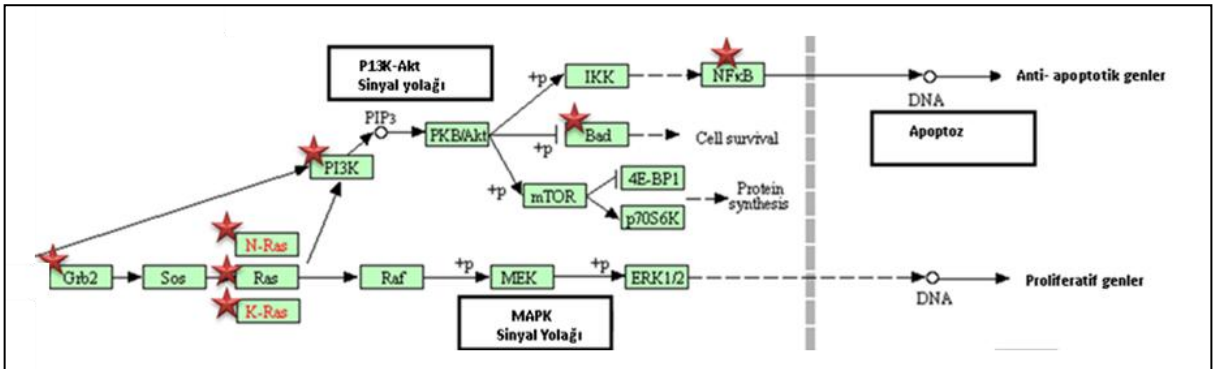 P13K-Akt
Sinyal yolağı
PIP3
PKB/Akt
+p
IKK
NFκB
DNA
Anti- apoptotik genler
+p
Bad
Cell survival
Apoptoz
PI3K
+p
mTOR
4E-BP1
p70S6K
Protein
synthesis
N-Ras
Grb2
Sos
Ras
Raf
+p
MEK
+p
ERK1/2
DNA
Proliferatif genler
K-Ras
MAPK
Sinyal Yolağı